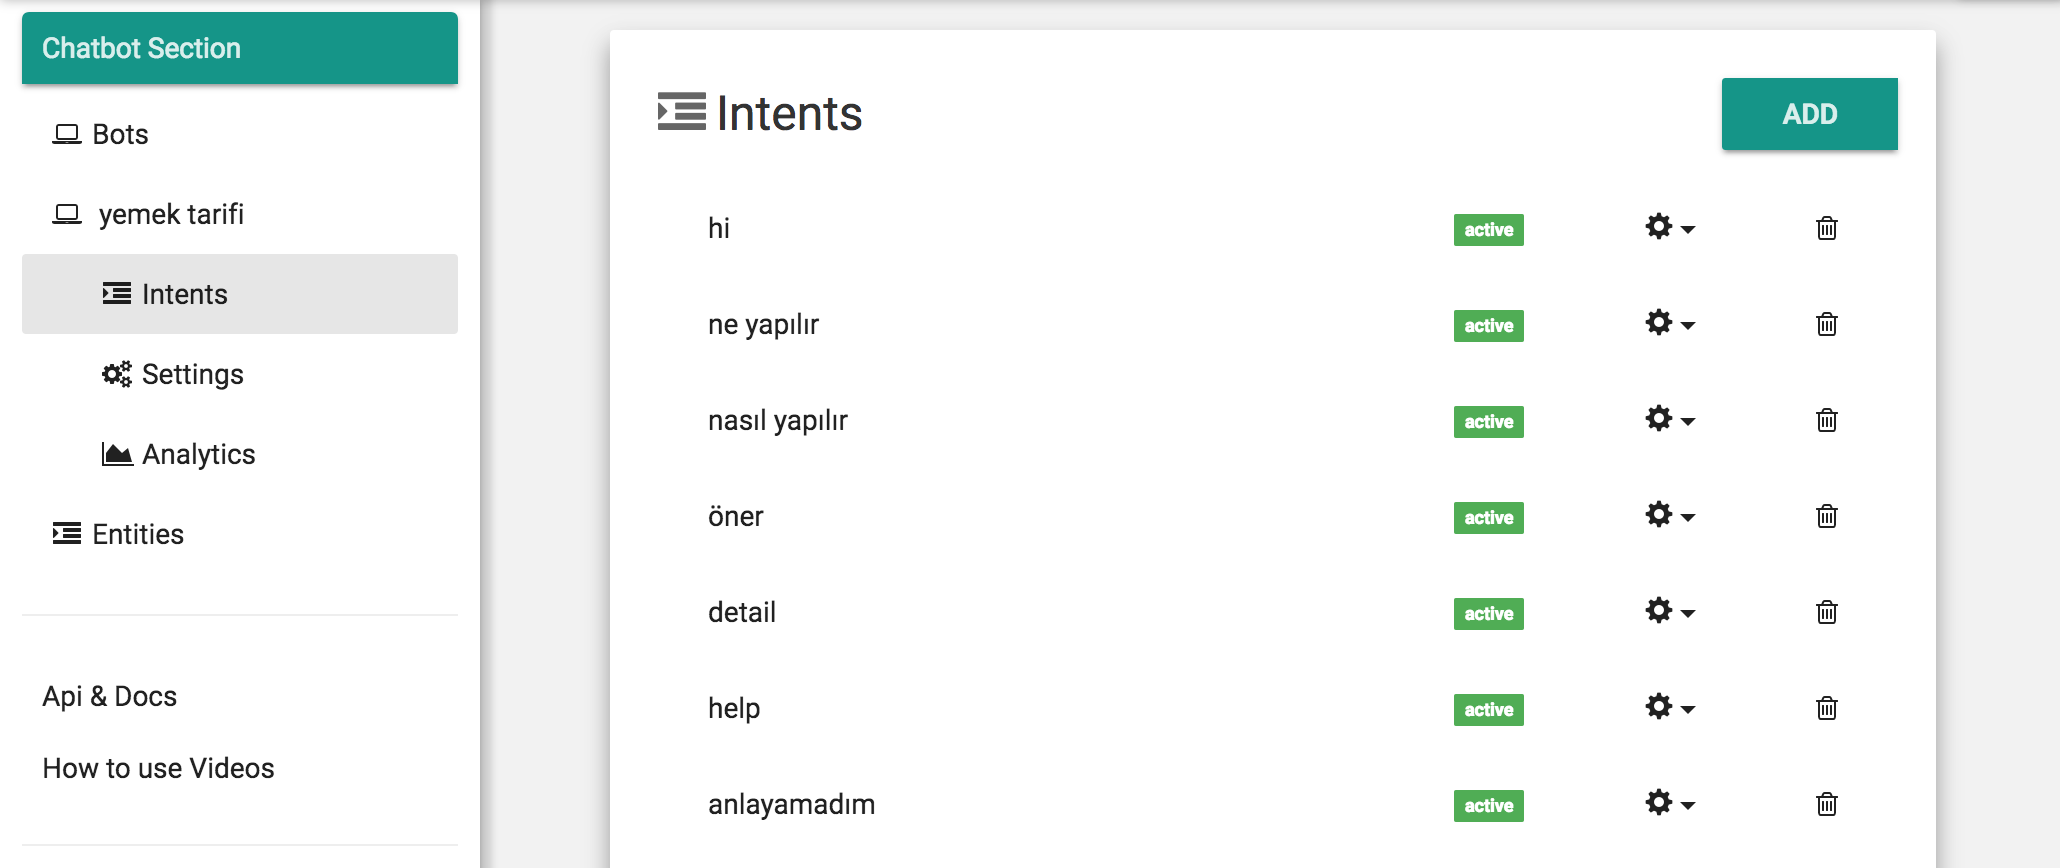 Chatbot Section
Bots
yemek tarifi
Intents
Settings
Analytics
Entities
Api & Docs
How to use Videos
Intents
ADD
hi active
ne yapılır active
nasıl yapılır active
öner active
detail active
help active
anlayamadım active